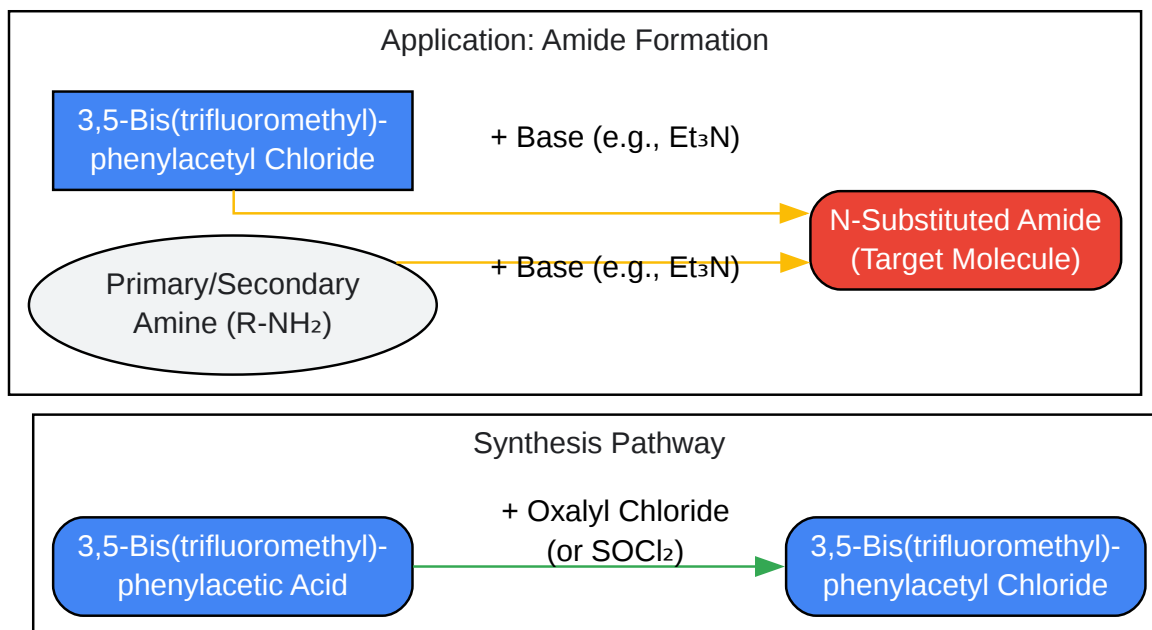 Application: Amide Formation
3,5-Bis(trifluoromethyl)-
phenylacetyl Chloride
+ Base (e.g., Et₃N)
N-Substituted Amide
(Target Molecule)
Primary/Secondary
Amine (R-NH₂)
+ Base (e.g., Et₃N)
Synthesis Pathway
3,5-Bis(trifluoromethyl)-
phenylacetic Acid
+ Oxalyl Chloride
(or SOCl₂)
3,5-Bis(trifluoromethyl)-
phenylacetyl Chloride